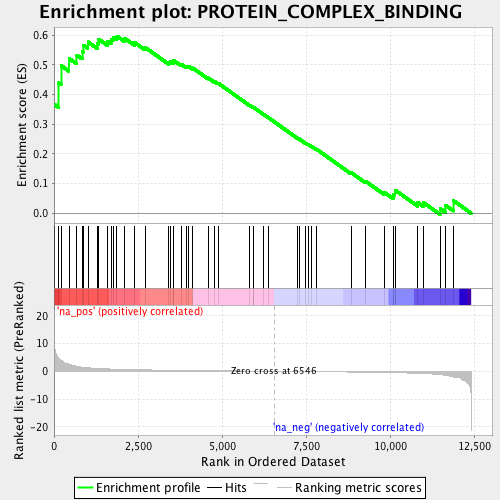 Enrichment plot: PROTEIN_COMPLEX_BINDING
Enrichment score (ES)
0.6
0.5
0.4
0.3
0.2
0.1
0.0
'na_pos' (positively correlated)
Ranked list metric (PreRanked)
20
10
0
-10
-20
Zero cross at 6546
'na_neg' (negatively correlated)
0 2,500 5,000 7,500 10,000 12,500
Rank in Ordered Dataset
Enrichment profile Hits Ranking metric scores